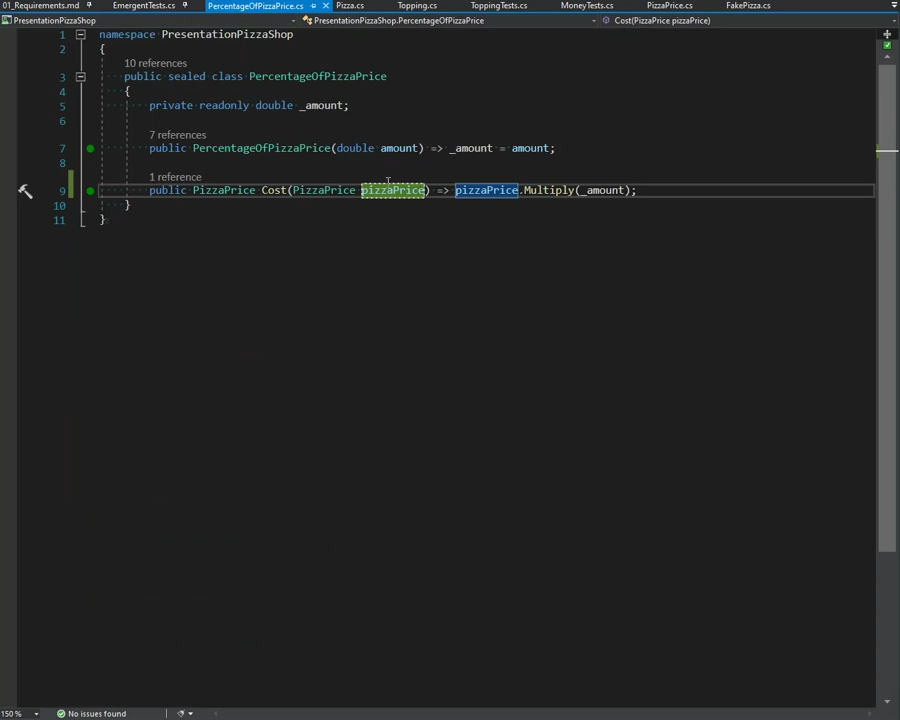 01_Requirements.md EmergentTests.cs PercentageOfPizzaPrice.cs Pizza.cs Topping.cs ToppingTests.cs MoneyTests.cs PizzaPrice.cs FakePizza.cs
PresentationPizzaShop PresentationPizzaShop.PercentageOfPizzaPrice Cost(PizzaPrice pizzaPrice)
1 namespace PresentationPizzaShop
2 {
10 references
3 public sealed class PercentageOfPizzaPrice
4 {
5 private readonly double _amount;
6
7 references
7 public PercentageOfPizzaPrice(double amount) => _amount = amount;
8
1 reference
9 public PizzaPrice Cost(PizzaPrice pizzaPrice) => pizzaPrice.Multiply(_amount);
10 }
11 }
150 % No issues found